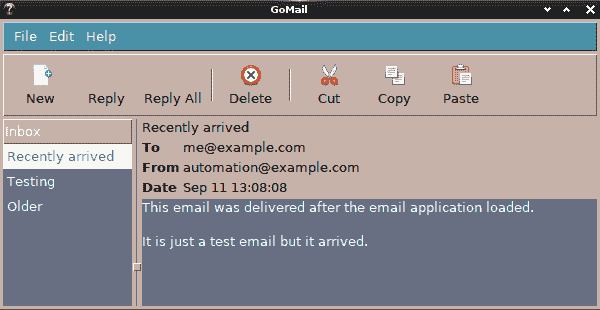 GoMail
File Edit Help
New Reply Reply All Delete Cut Copy Paste
Inbox
Recently arrived
Testing
Older
Recently arrived
To me@example.com
From automation@example.com
Date Sep 11 13:08:08
This email was delivered after the email application loaded.
It is just a test email but it arrived.